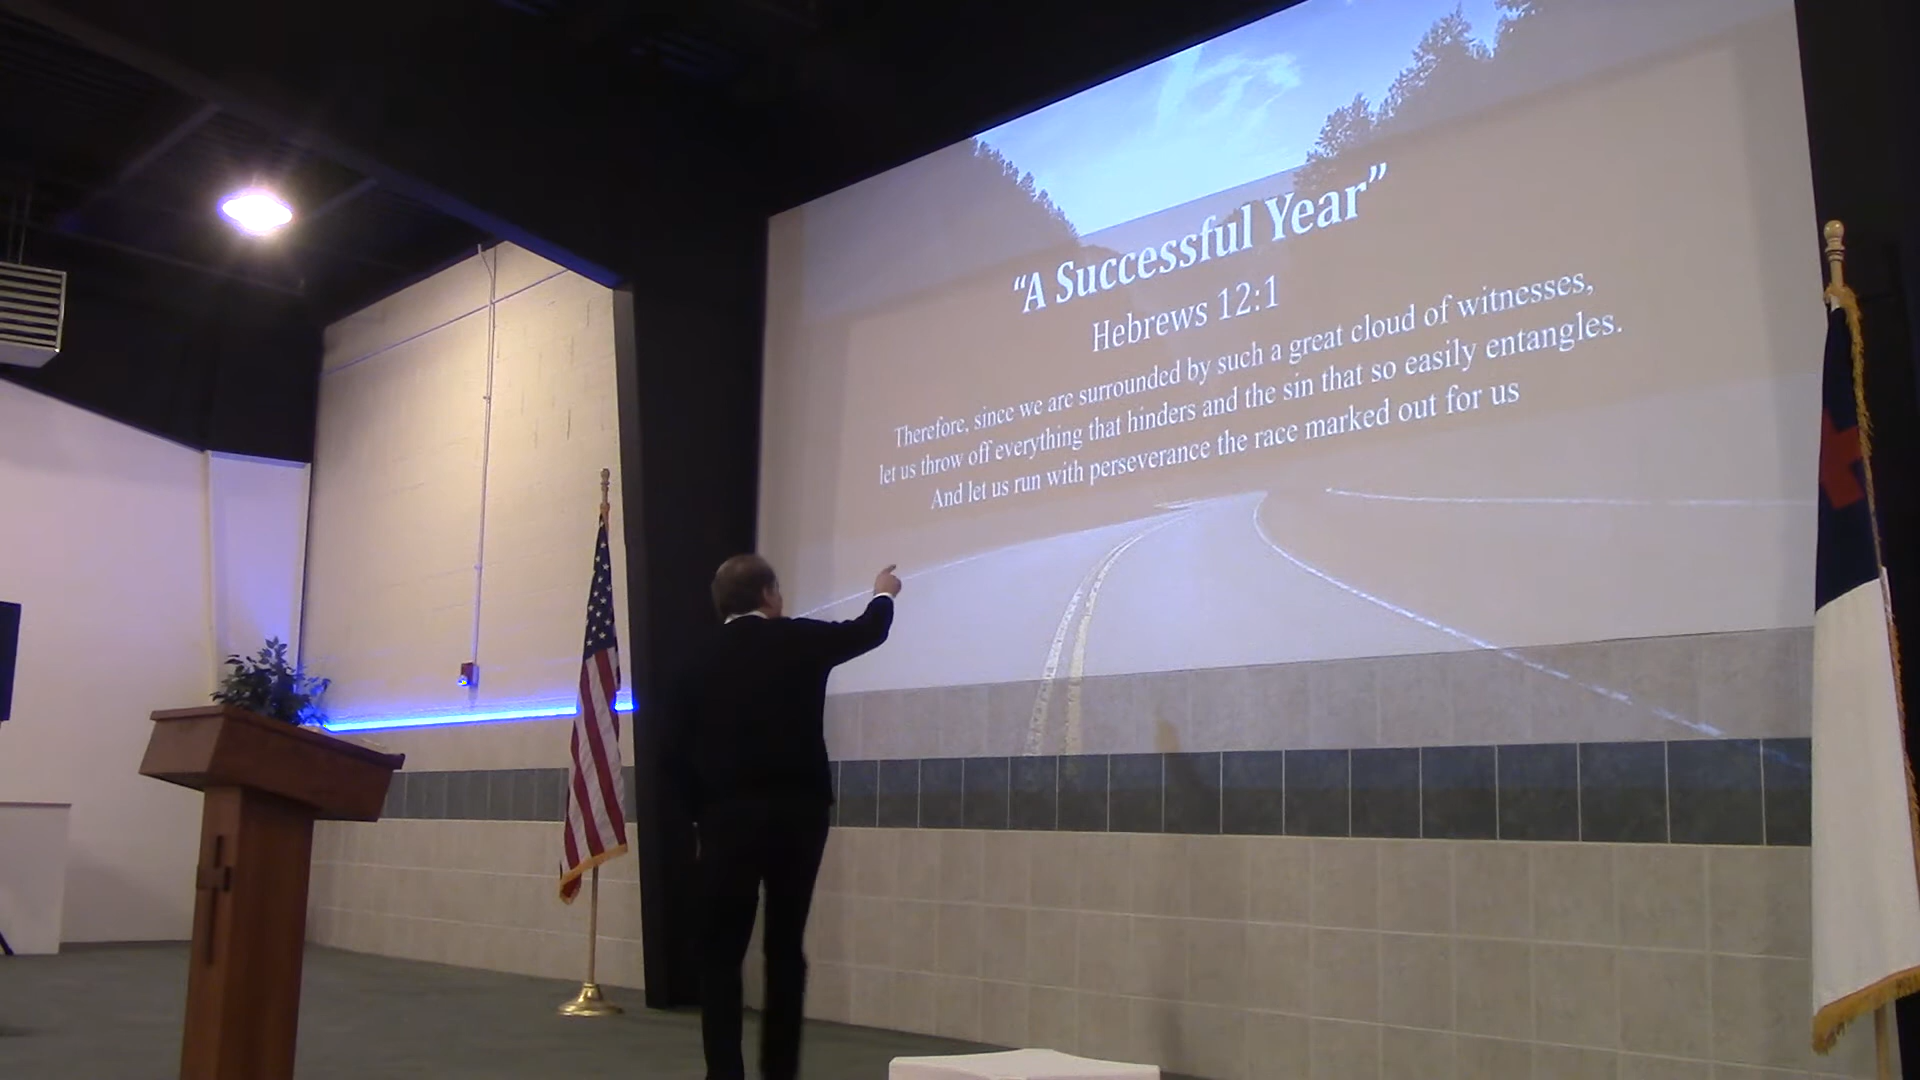 “A Successful Year”
Hebrews 12:1
Therefore, since we are surrounded by such a great cloud of witnesses,
let us throw off everything that hinders and the sin that so easily entangles.
And let us run with perseverance the race marked out for us